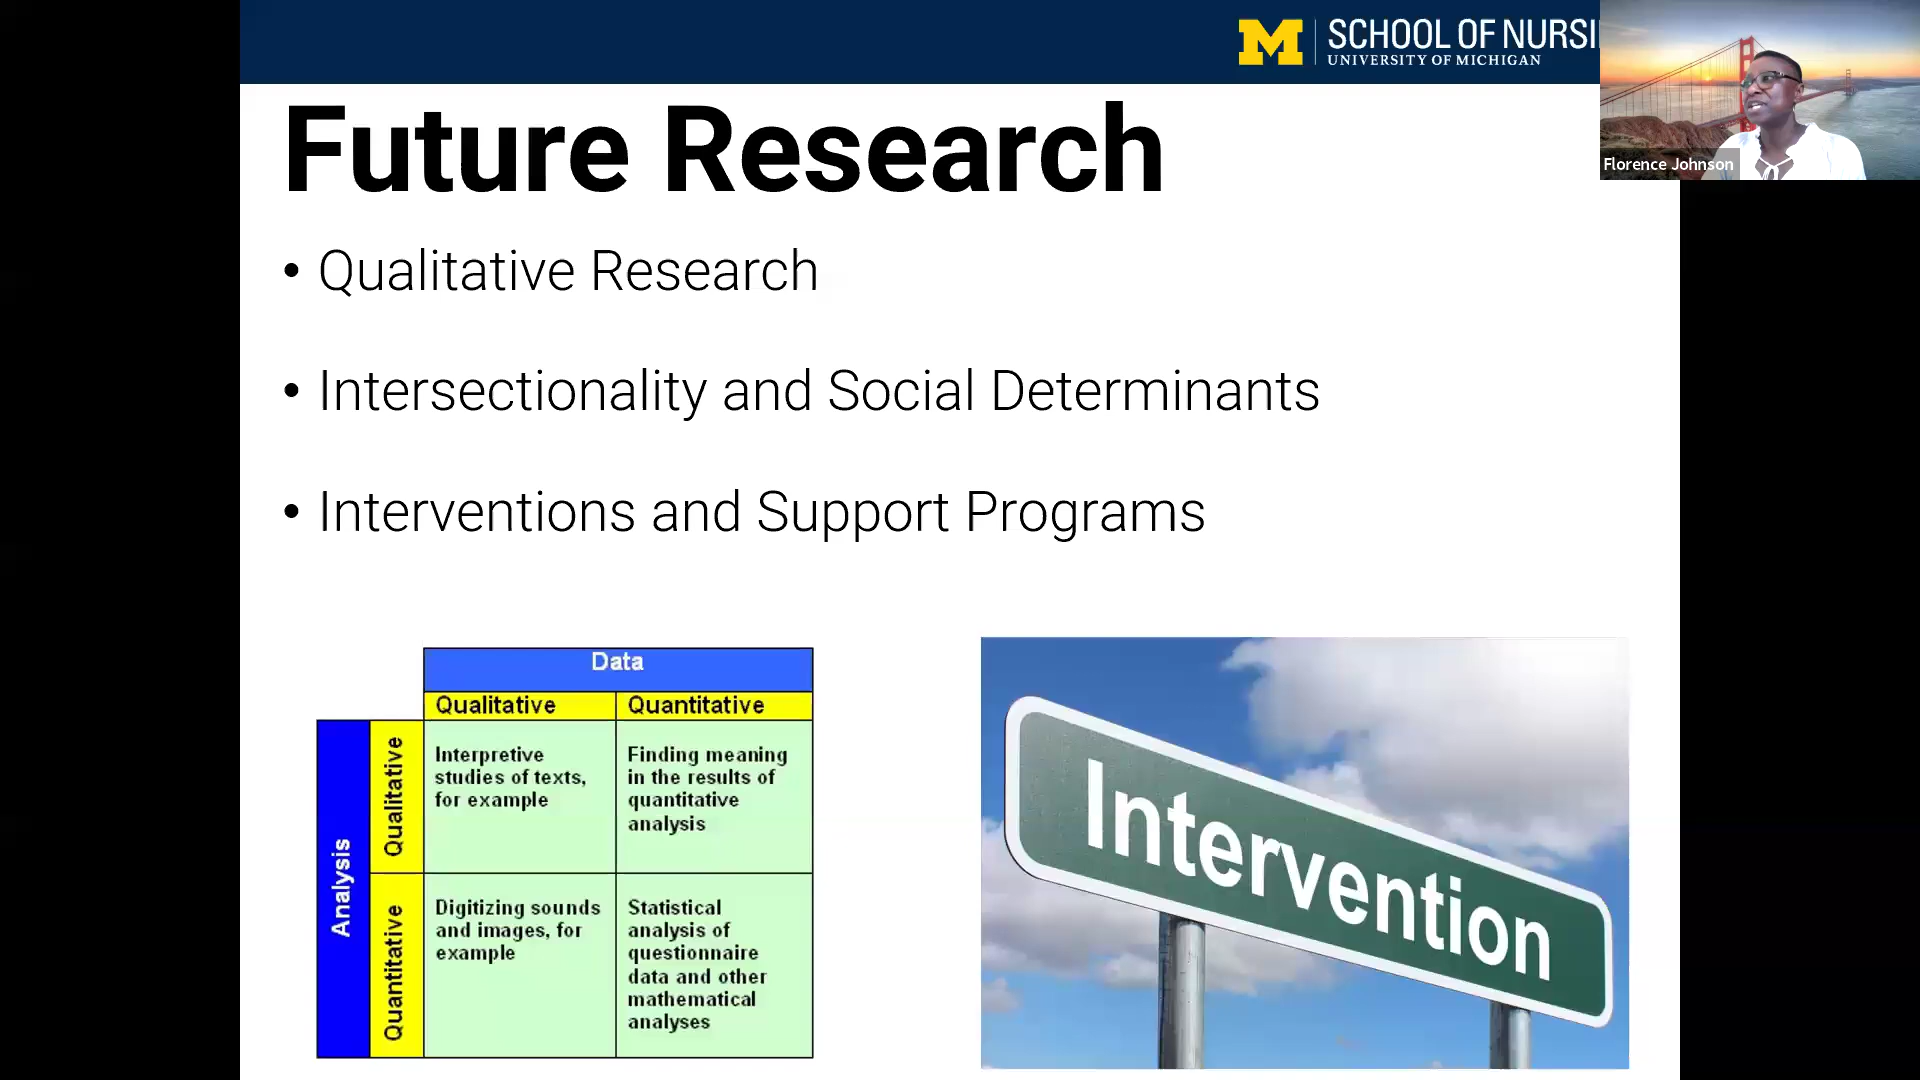 M
SCHOOL OF NURSI
UNIVERSITY OF MICHIGAN
Florence Johnson
Future Research
• Qualitative Research
• Intersectionality and Social Determinants
• Interventions and Support Programs
Data
Qualitative
Quantitative
Analysis
Qualitative
Interpretive
studies of texts,
for example
Finding meaning
in the results of
quantitative
analysis
Quantitative
Digitizing sounds
and images, for
example
Statistical
analysis of
questionnaire
data and other
mathematical
analyses
Intervention